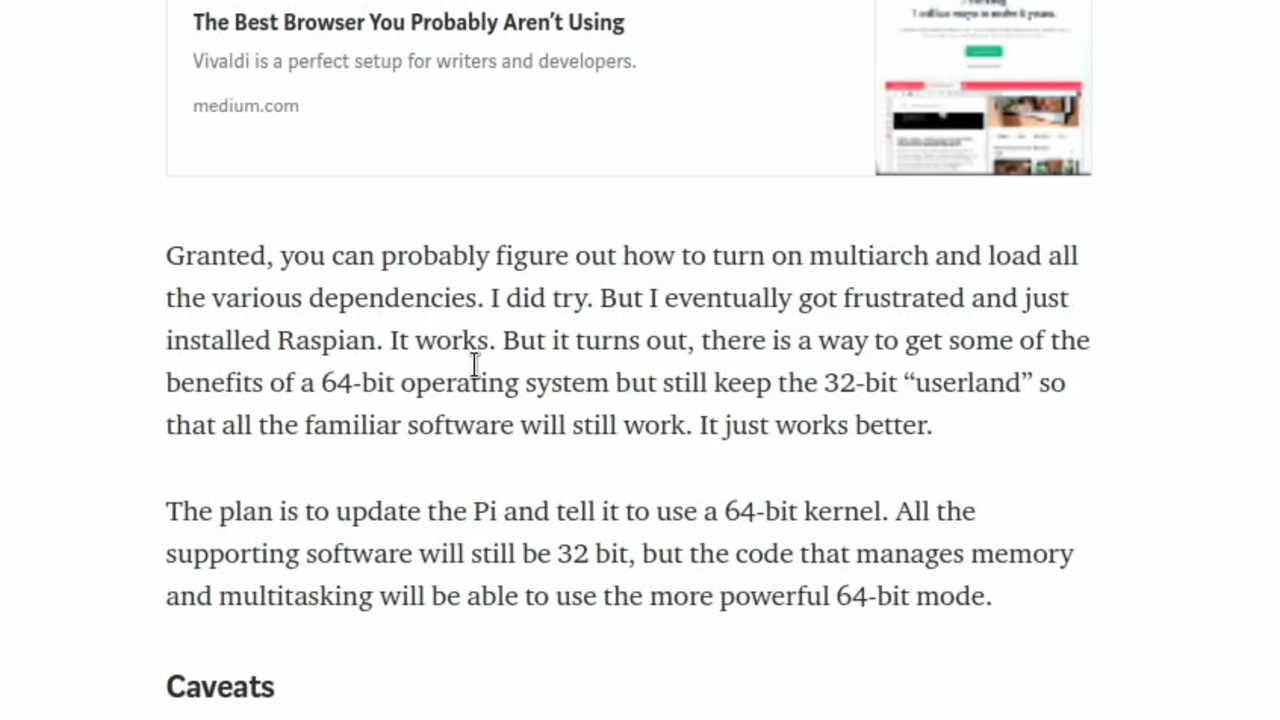 The Best Browser You Probably Aren’t Using
Vivaldi is a perfect setup for writers and developers.
medium.com
Granted, you can probably figure out how to turn on multiarch and load all
the various dependencies. I did try. But I eventually got frustrated and just
installed Raspian. It works. But it turns out, there is a way to get some of the
benefits of a 64-bit operating system but still keep the 32-bit “userland” so
that all the familiar software will still work. It just works better.
The plan is to update the Pi and tell it to use a 64-bit kernel. All the
supporting software will still be 32 bit, but the code that manages memory
and multitasking will be able to use the more powerful 64-bit mode.
Caveats